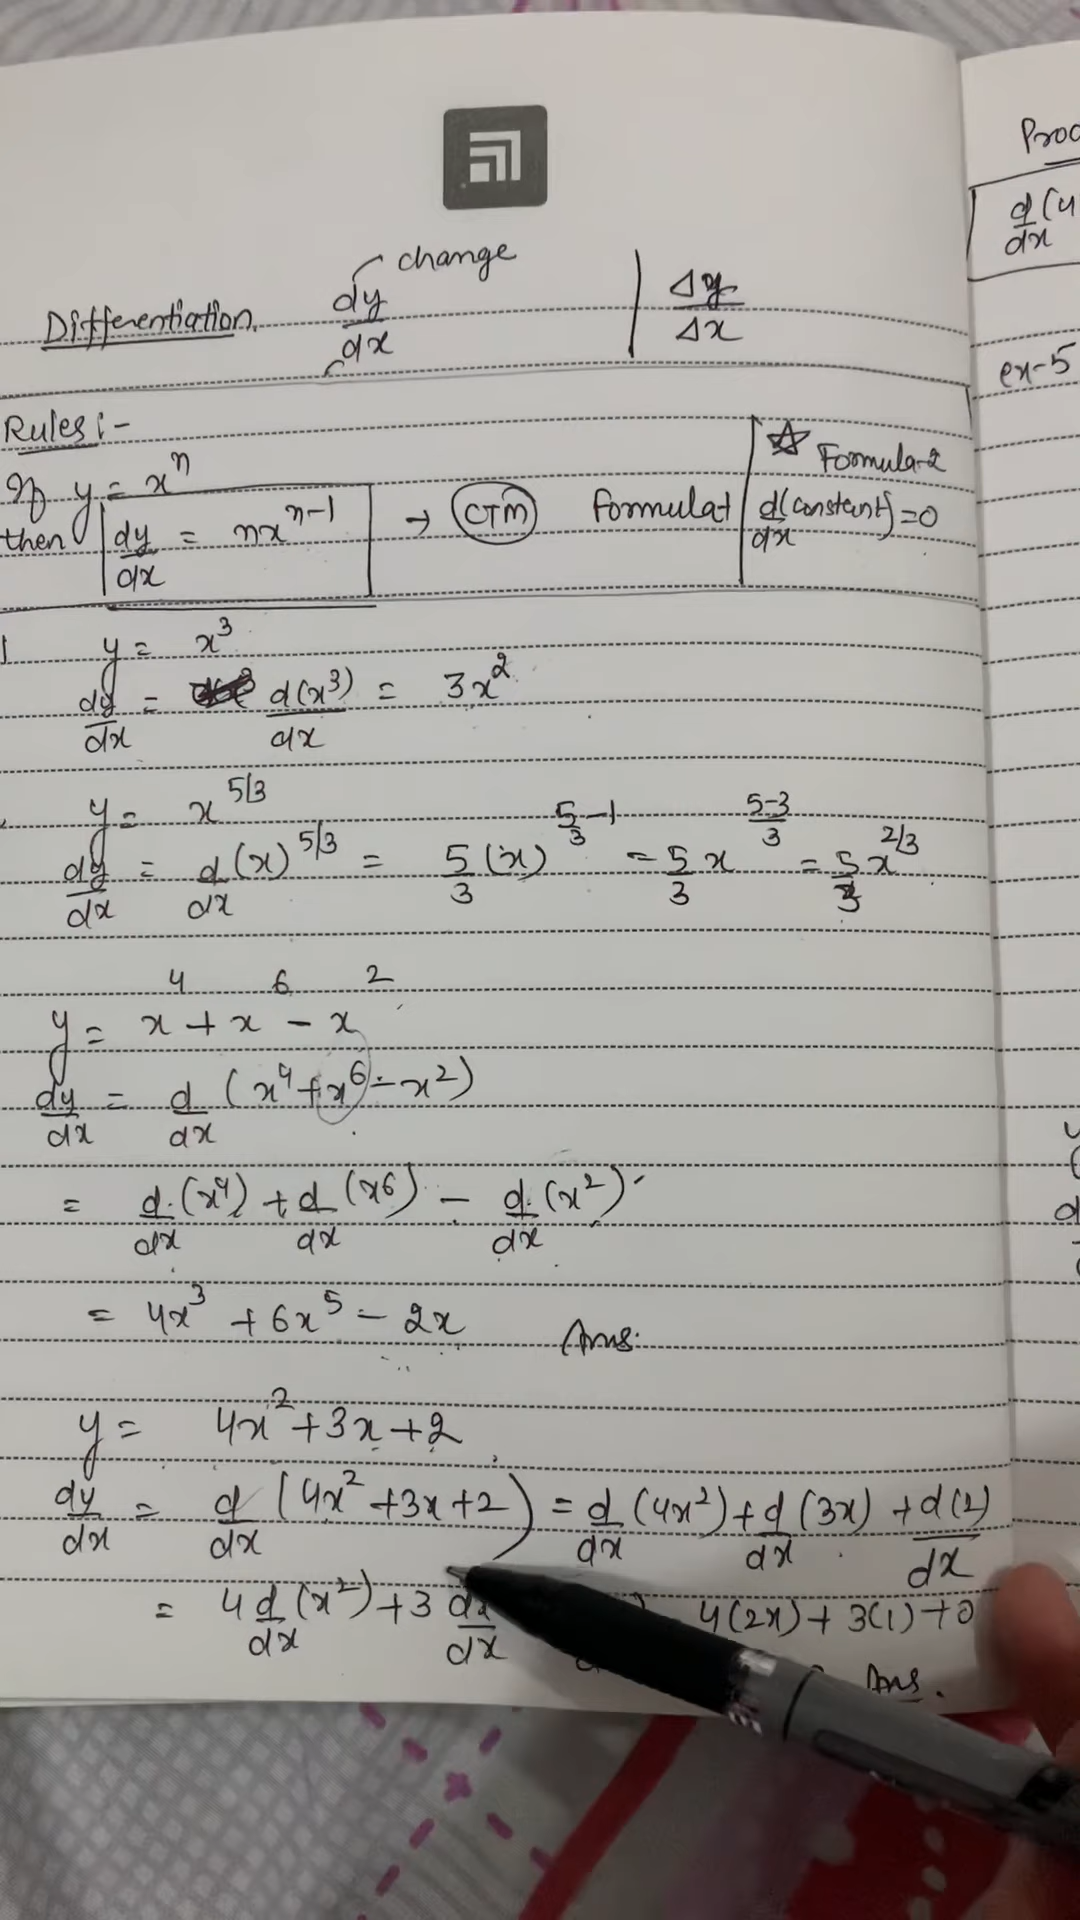 change
Differentiation. dy/dx | Δy/Δx
Rules :-
If y = x^n
then dy/dx = nx^(n-1) → CTM Formula 1 | ☆ Formula-2 d/dx (constant) = 0
y = x^3
dy/dx = d(x^3)/dx = 3x^2
y = x^(5/3)
dy/dx = d/dx (x)^(5/3) = 5/3 (x)^(5/3 - 1) = 5/3 x^((5-3)/3) = 5/3 x^(2/3)
y = x^4 + x^6 - x^2
dy/dx = d/dx (x^4 + x^6 - x^2)
= d/dx (x^4) + d/dx (x^6) - d/dx (x^2)
= 4x^3 + 6x^5 - 2x Ans.
y = 4x^2 + 3x + 2
dy/dx = d/dx (4x^2 + 3x + 2) = d/dx (4x^2) + d/dx (3x) + d(2)/dx
= 4 d/dx (x^2) + 3 dx/dx 4(2x) + 3(1) + 0
Ans.
d/dx (4
ex-5